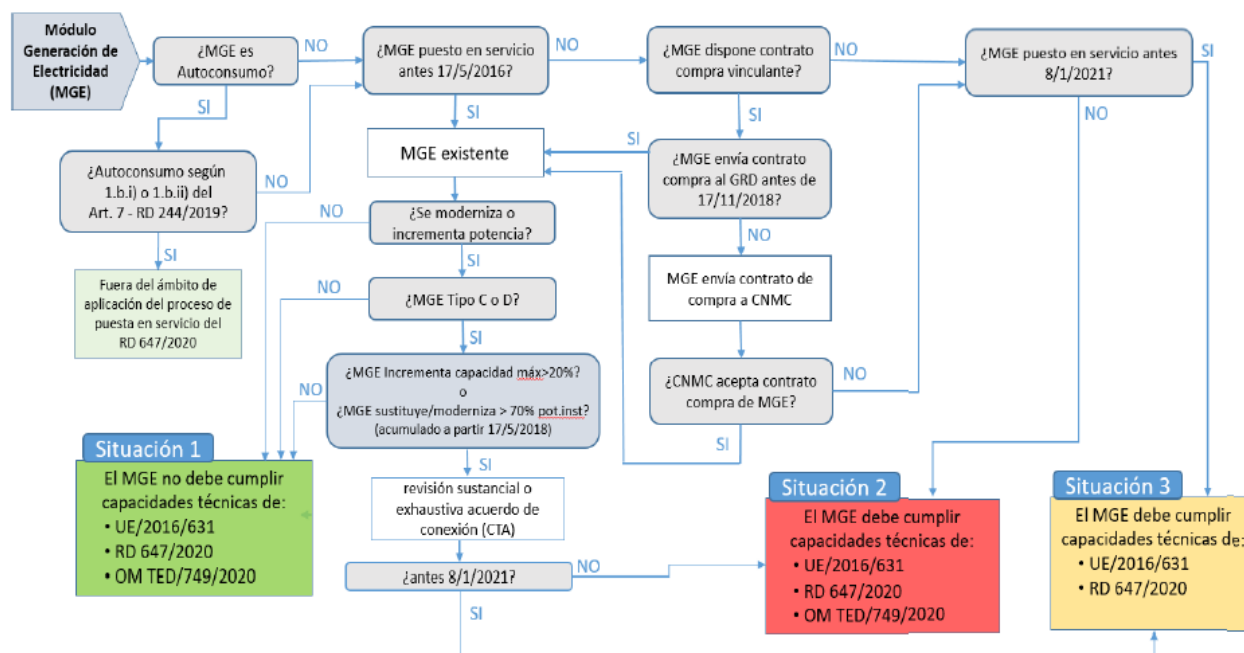 Módulo
Generación de
Electricidad
(MGE)
¿MGE es
Autoconsumo?
NO
SI
¿MGE puesto en servicio
antes 17/5/2016?
NO
SI
¿MGE dispone contrato
compra vinculante?
NO
SI
¿MGE puesto en servicio antes
8/1/2021?
SI
NO
¿Autoconsumo según
1.b.i) o 1.b.ii) del
Art. 7 - RD 244/2019?
NO
SI
MGE existente
SI
¿MGE envía contrato
compra al GRD antes de
17/11/2018?
NO
NO
¿Se moderniza o
incrementa potencia?
SI
Fuera del ámbito de
aplicación del proceso de
puesta en servicio del
RD 647/2020
MGE envía contrato de
compra a CNMC
NO
¿MGE Tipo C o D?
SI
¿CNMC acepta contrato
compra de MGE?
NO
SI
NO
¿MGE Incrementa capacidad máx>20%?
o
¿MGE sustituye/moderniza > 70% pot.inst?
(acumulado a partir 17/5/2018)
SI
Situación 1
El MGE no debe cumplir
capacidades técnicas de:
• UE/2016/631
• RD 647/2020
• OM TED/749/2020
revisión sustancial o
exhaustiva acuerdo de
conexión (CTA)
¿antes 8/1/2021?
NO
SI
Situación 2
El MGE debe cumplir
capacidades técnicas de:
• UE/2016/631
• RD 647/2020
• OM TED/749/2020
Situación 3
El MGE debe cumplir
capacidades técnicas de:
• UE/2016/631
• RD 647/2020